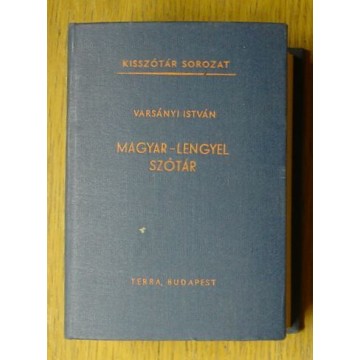 KISSZÓTÁR SOROZAT
VARSÁNYI ISTVÁN
MAGYAR-LENGYEL
SZÓTÁR
TERRA, BUDAPEST